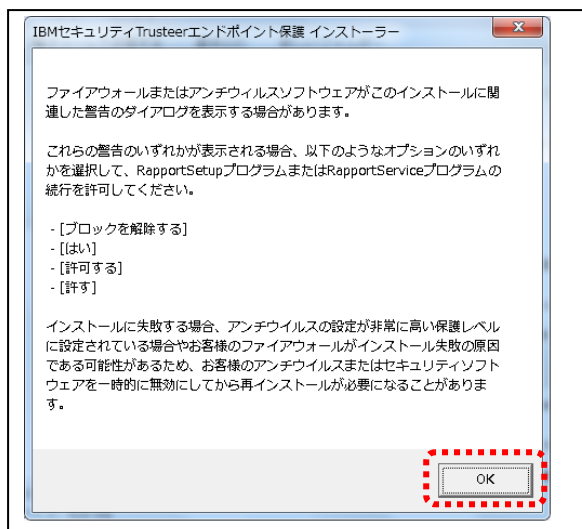 IBMセキュリティTrusteerエンドポイント保護 インストーラー
ファイアウォールまたはアンチウィルスソフトウェアがこのインストールに関
連した警告のダイアログを表示する場合があります。
これらの警告のいずれかが表示される場合、以下のようなオプションのいずれ
かを選択して、RapportSetupプログラムまたはRapportServiceプログラムの
続行を許可してください。
- [ブロックを解除する]
- [(はい]
- [許可する]
- [許す]
インストールに失敗する場合、アンチウイルスの設定が非常に高い保護レベル
に設定されている場合やお客様のファイアウォールがインストール失敗の原因
である可能性があるため、お客様のアンチウイルスまたはセキュリティソフト
ウェアを一時的に無効にしてから再インストールが必要になることがありま
す。
OK